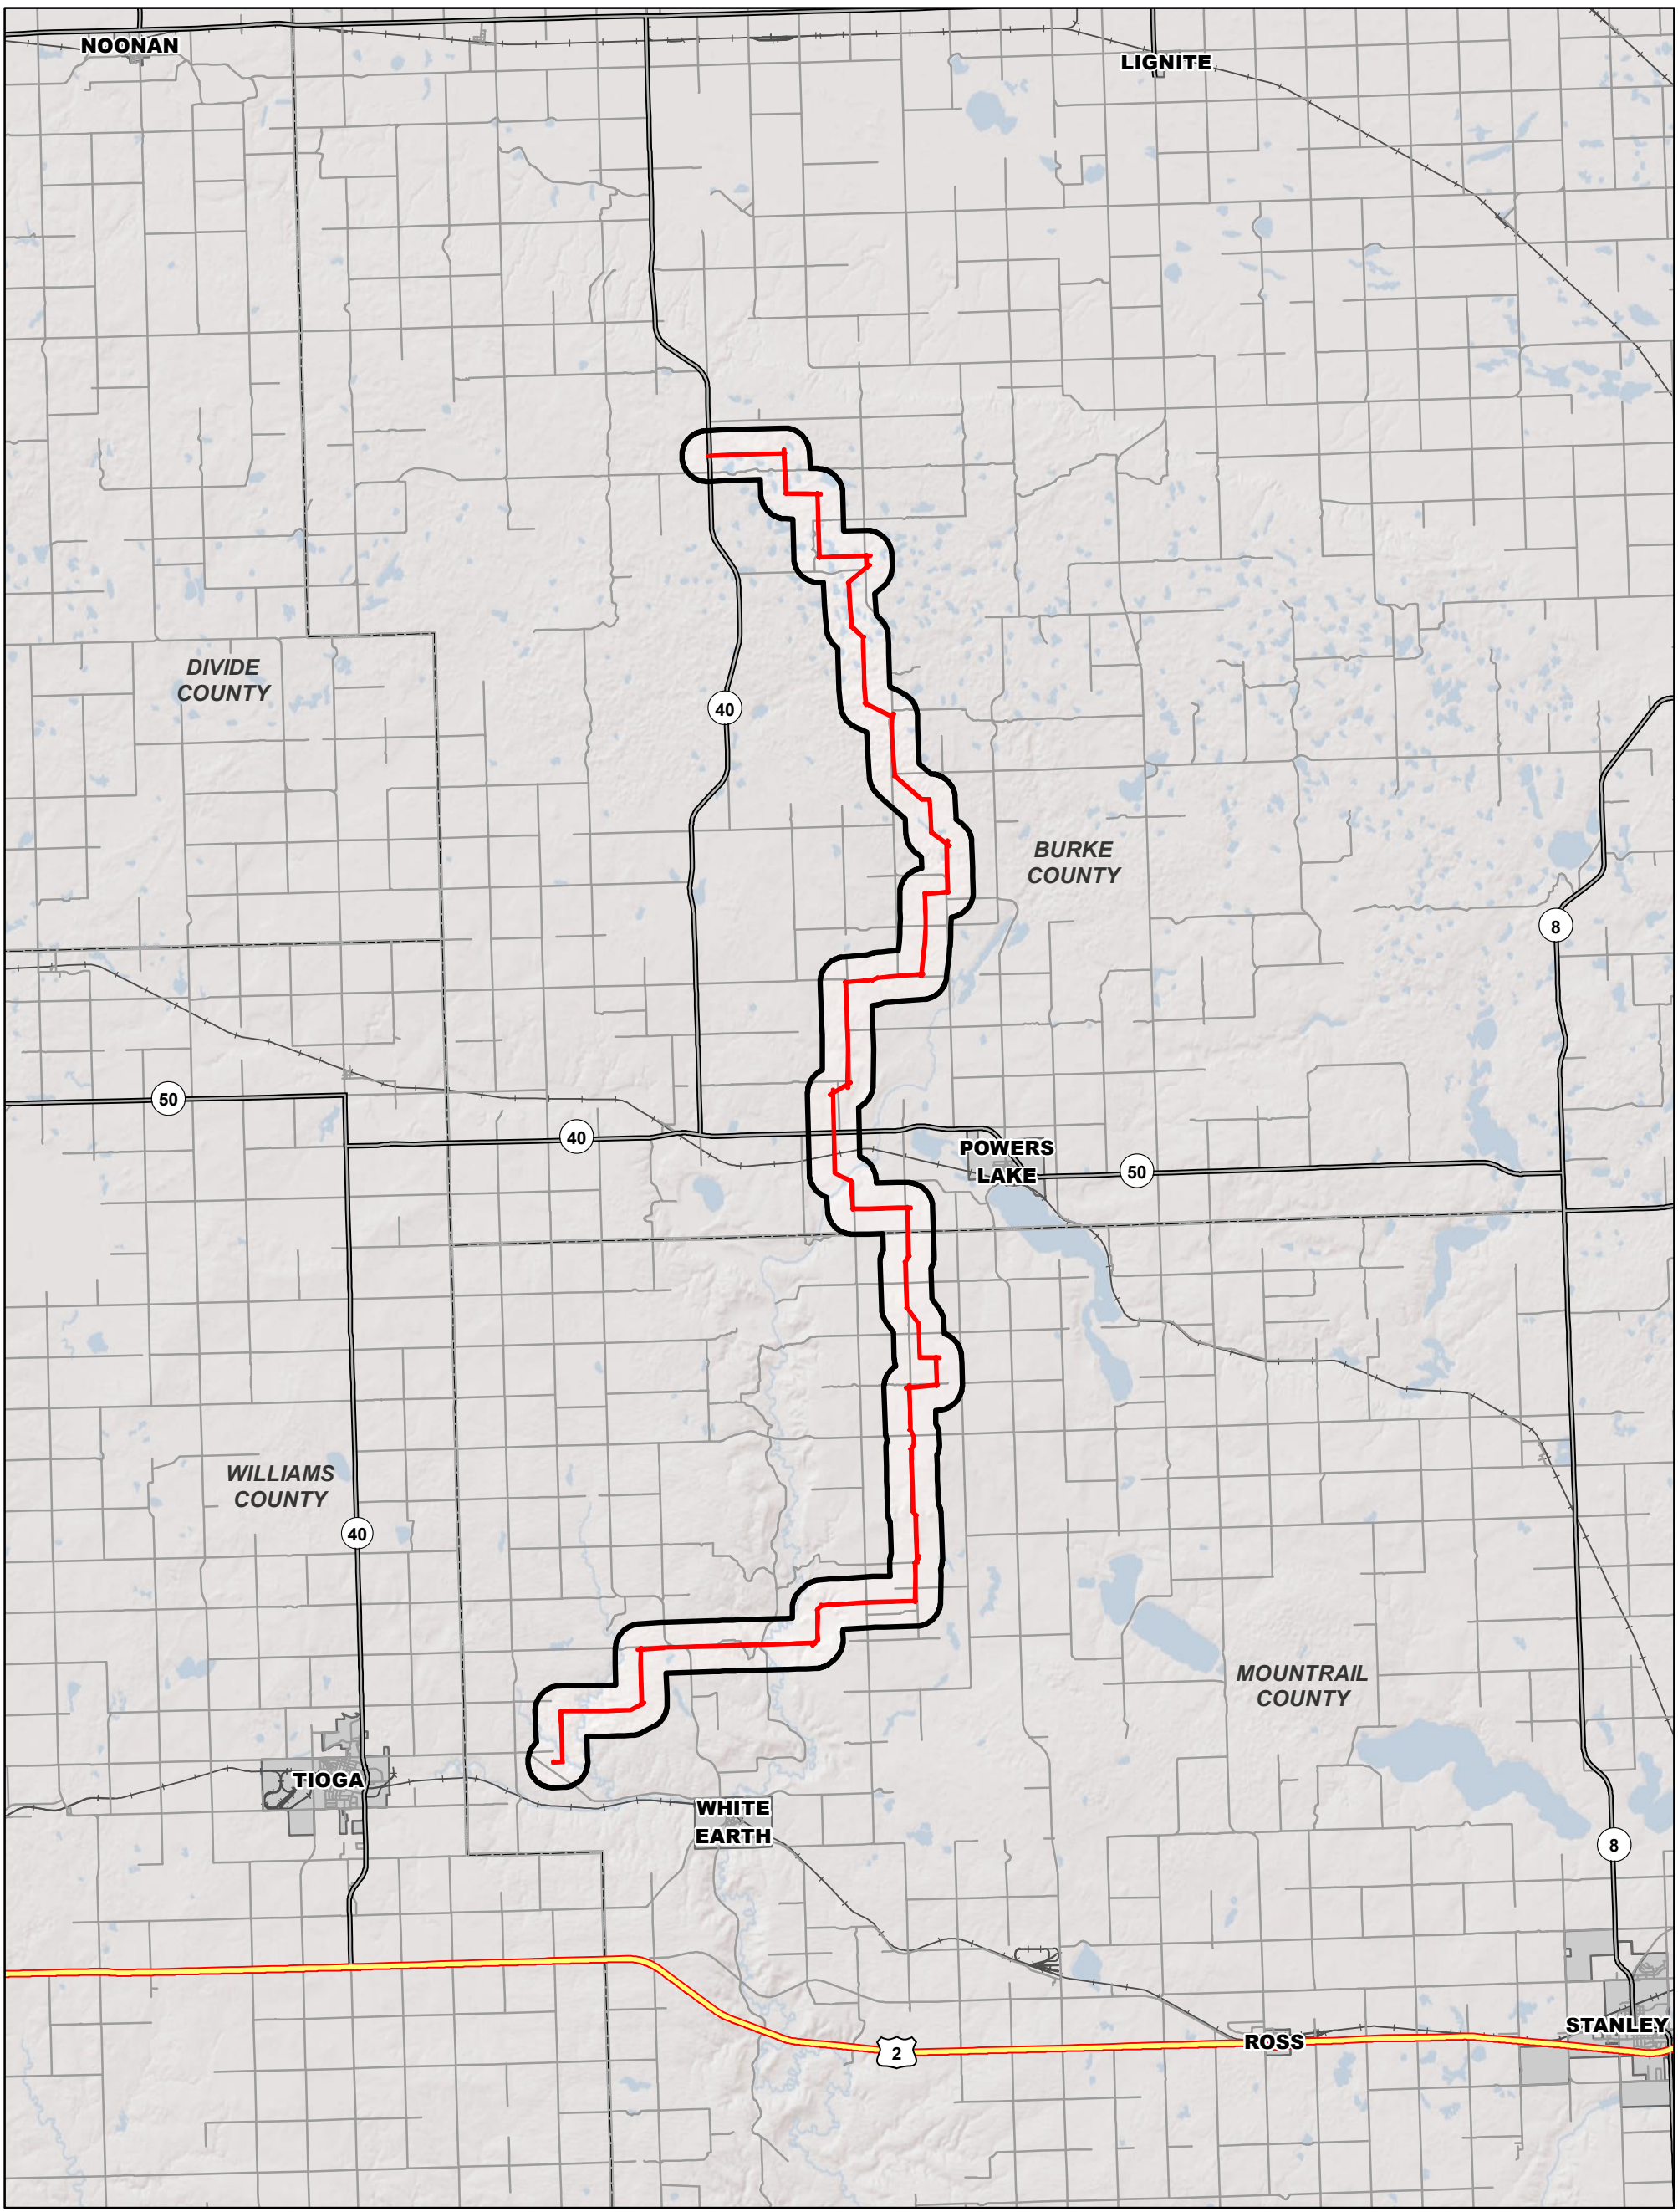 NOONAN
LIGNITE
DIVIDE
COUNTY
40
BURKE
COUNTY
8
50
40
POWERS
LAKE
50
WILLIAMS
COUNTY
40
MOUNTRAIL
COUNTY
TIOGA
WHITE
EARTH
8
STANLEY
ROSS
2